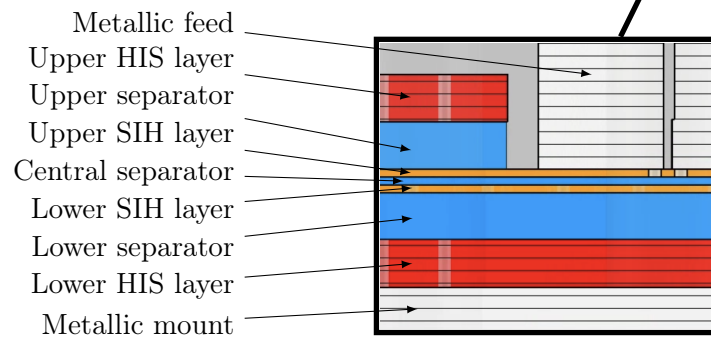 Metallic feed
Upper HIS layer
Upper separator
Upper SIH layer
Central separator
Lower SIH layer
Lower separator
Lower HIS layer
Metallic mount